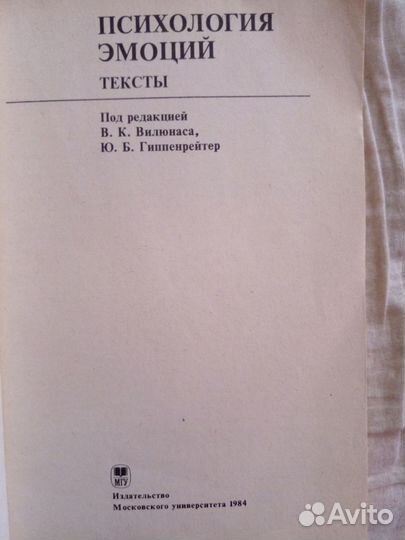 ПСИХОЛОГИЯ
ЭМОЦИЙ
ТЕКСТЫ
Под редакцией
В. К. Вилюнаса,
Ю. Б. Гиппенрейтер
МГУ
Издательство
Московского университета 1984
Avito